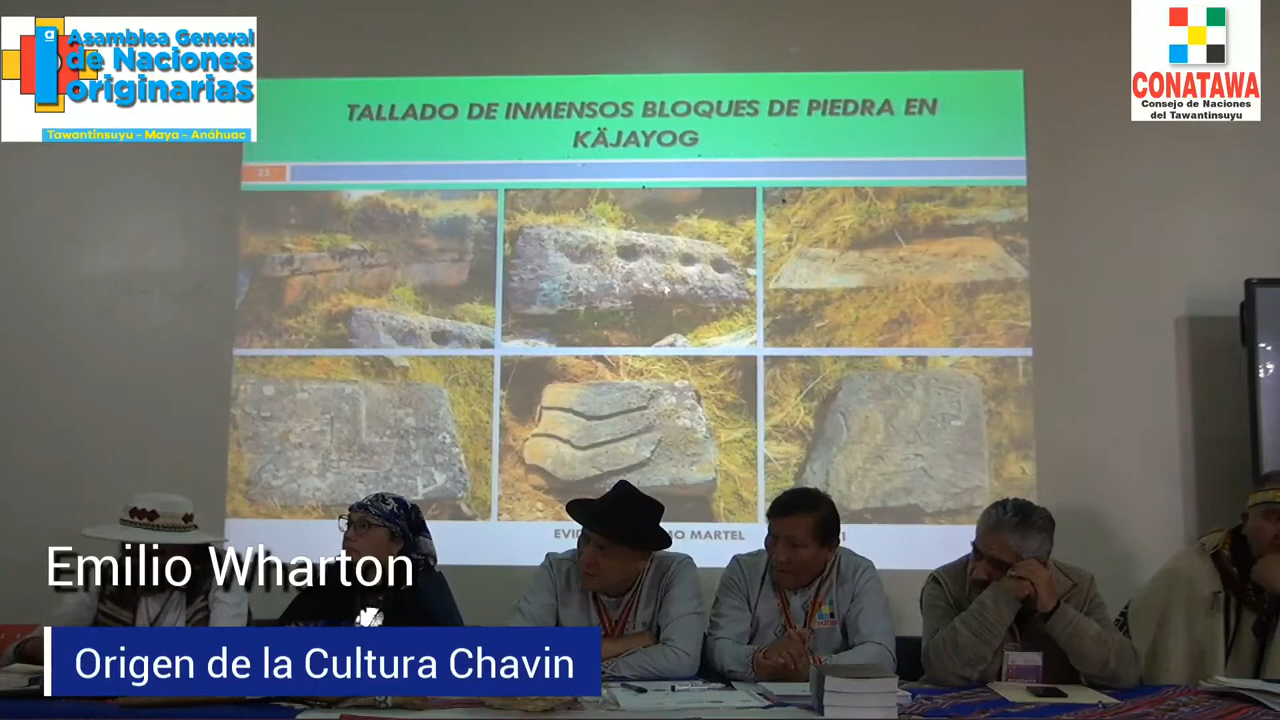 1ª Asamblea General
de Naciones
originarias
Tawantinsuyu - Maya - Anáhuac
CONATAWA
Consejo de Naciones
del Tawantinsuyu
TALLADO DE INMENSOS BLOQUES DE PIEDRA EN
KÄJAYOG
25
MARTEL
Emilio Wharton
Origen de la Cultura Chavin